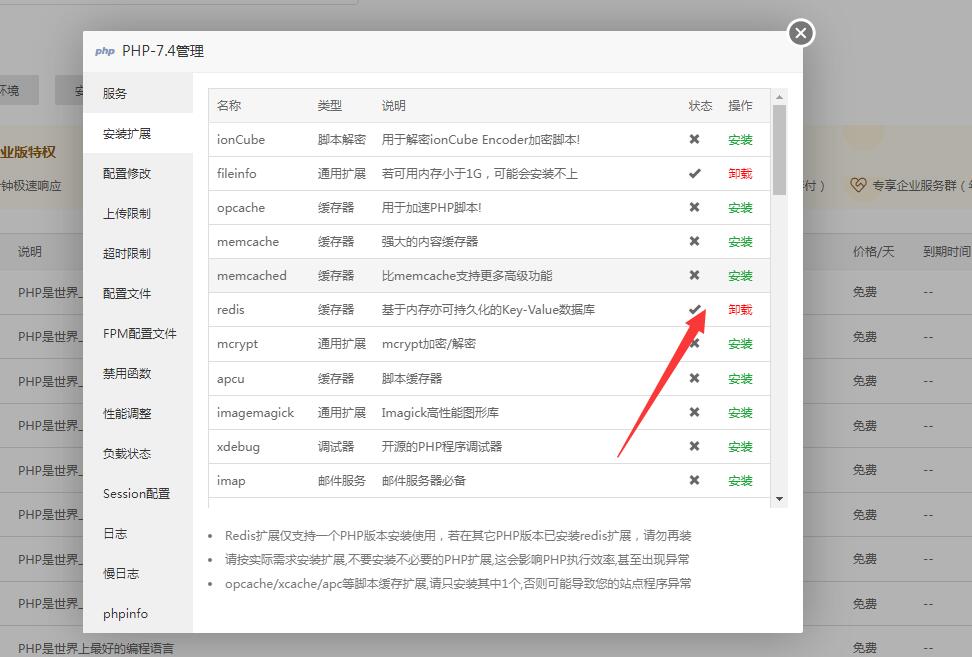 php PHP-7.4管理
环境
安
业版特权
钟极速响应
付）
专享企业服务群（
说明
价格/天
到期时间
PHP是世界上
免费
--
PHP是世界上
免费
--
PHP是世界上
免费
--
PHP是世界上
免费
--
PHP是世界上
免费
--
PHP是世界上
免费
--
PHP是世界上
免费
--
PHP是世界上
免费
--
PHP是世界上最好的编程语言
免费
--
服务
安装扩展
配置修改
上传限制
超时限制
配置文件
FPM配置文件
禁用函数
性能调整
负载状态
Session配置
日志
慢日志
phpinfo
名称 类型 说明 状态 操作
ionCube 脚本解密 用于解密ionCube Encoder加密脚本! 安装
fileinfo 通用扩展 若可用内存小于1G，可能会安装不上 卸载
opcache 缓存器 用于加速PHP脚本! 安装
memcache 缓存器 强大的内容缓存器 安装
memcached 缓存器 比memcache支持更多高级功能 安装
redis 缓存器 基于内存亦可持久化的Key-Value数据库 卸载
mcrypt 通用扩展 mcrypt加密/解密 安装
apcu 缓存器 脚本缓存器 安装
imagemagick 通用扩展 Imagick高性能图形库 安装
xdebug 调试器 开源的PHP程序调试器 安装
imap 邮件服务 邮件服务器必备 安装
Redis扩展仅支持一个PHP版本安装使用，若在其它PHP版本已安装redis扩展，请勿再装
请按实际需求安装扩展,不要安装不必要的PHP扩展,这会影响PHP执行效率,甚至出现异常
opcache/xcache/apc等脚本缓存扩展,请只安装其中1个,否则可能导致您的站点程序异常